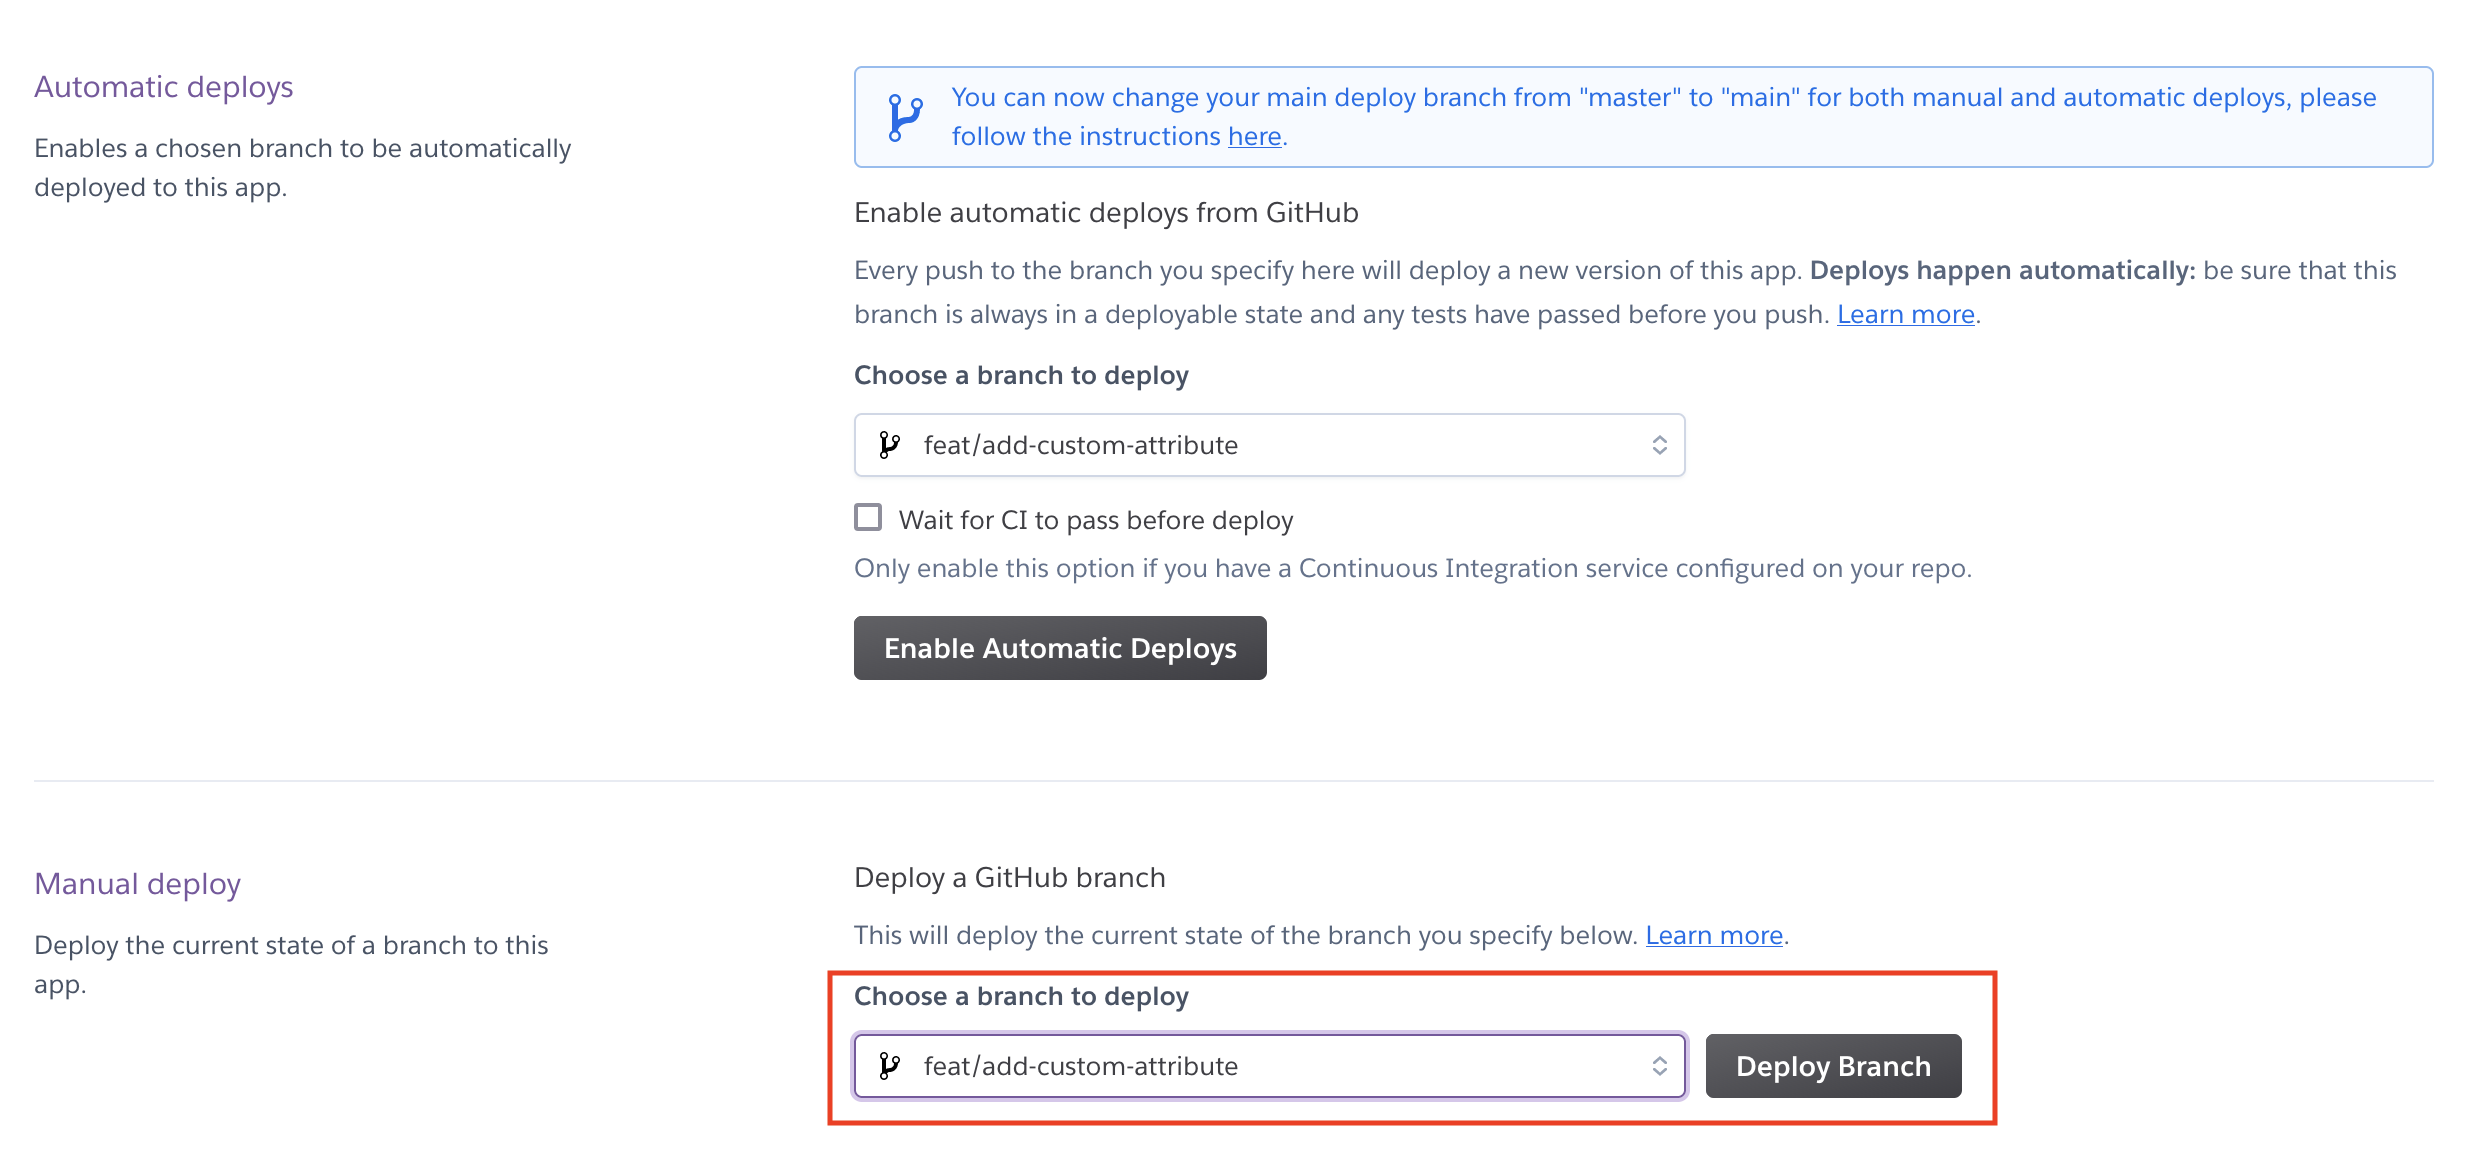 Automatic deploys
Enables a chosen branch to be automatically
deployed to this app.
You can now change your main deploy branch from "master" to "main" for both manual and automatic deploys, please
follow the instructions here.
Enable automatic deploys from GitHub
Every push to the branch you specify here will deploy a new version of this app. Deploys happen automatically: be sure that this
branch is always in a deployable state and any tests have passed before you push. Learn more.
Choose a branch to deploy
feat/add-custom-attribute
Wait for CI to pass before deploy
Only enable this option if you have a Continuous Integration service configured on your repo.
Enable Automatic Deploys
Manual deploy
Deploy the current state of a branch to this
app.
Deploy a GitHub branch
This will deploy the current state of the branch you specify below. Learn more.
Choose a branch to deploy
feat/add-custom-attribute
Deploy Branch